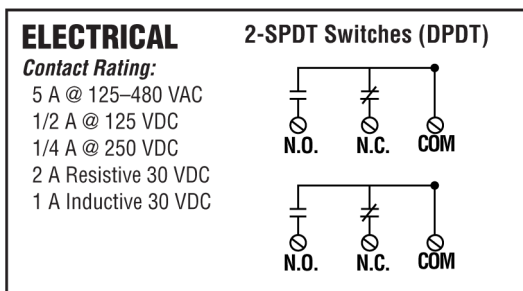 ELECTRICAL
Contact Rating:
5 A @ 125–480 VAC
1/2 A @ 125 VDC
1/4 A @ 250 VDC
2 A Resistive 30 VDC
1 A Inductive 30 VDC
2-SPDT Switches (DPDT)
N.O. N.C. COM
N.O. N.C. COM